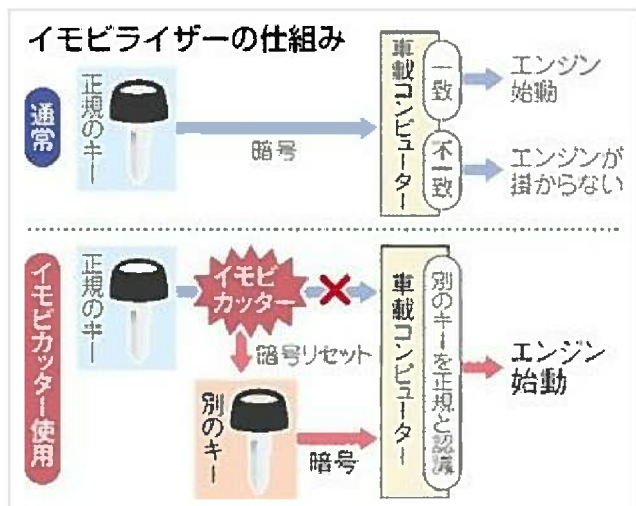 イモビライザーの仕組み
通常
正規のキー
暗号
車載コンピューター
一致
エンジン
始動
不一致
エンジンが
掛からない
イモビカッター使用
正規のキー
イモビ
カッター
暗号リセット
別のキー
暗号
車載コンピューター
別のキーを正規と認識
エンジン
始動